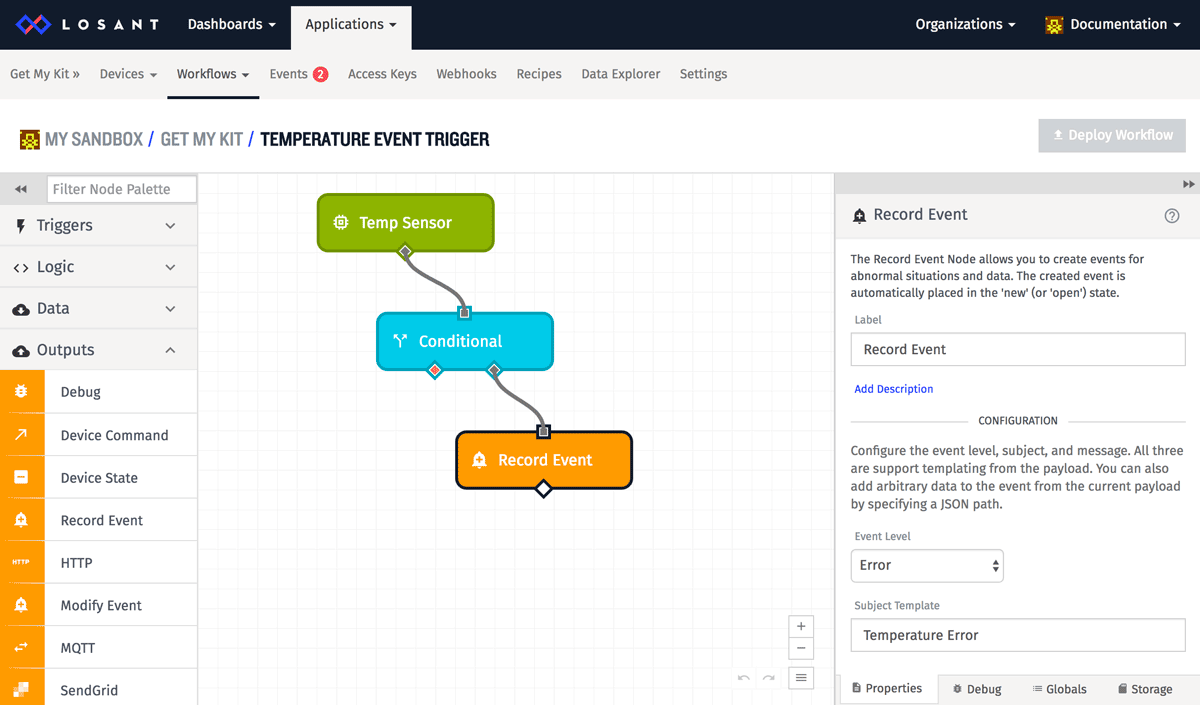 LOSANT Dashboards Applications Organizations Documentation
Get My Kit » Devices Workflows Events 2 Access Keys Webhooks Recipes Data Explorer Settings
MY SANDBOX / GET MY KIT / TEMPERATURE EVENT TRIGGER
Deploy Workflow
Filter Node Palette
Triggers
Logic
Data
Outputs
Debug
Device Command
Device State
Record Event
HTTP HTTP
Modify Event
MQTT
SendGrid
Temp Sensor
Conditional
Record Event
Record Event
The Record Event Node allows you to create events for
abnormal situations and data. The created event is
automatically placed in the 'new' (or 'open') state.
Label
Record Event
Add Description
CONFIGURATION
Configure the event level, subject, and message. All three
are support templating from the payload. You can also
add arbitrary data to the event from the current payload
by specifying a JSON path.
Event Level
Error
Subject Template
Temperature Error
Properties Debug Globals Storage